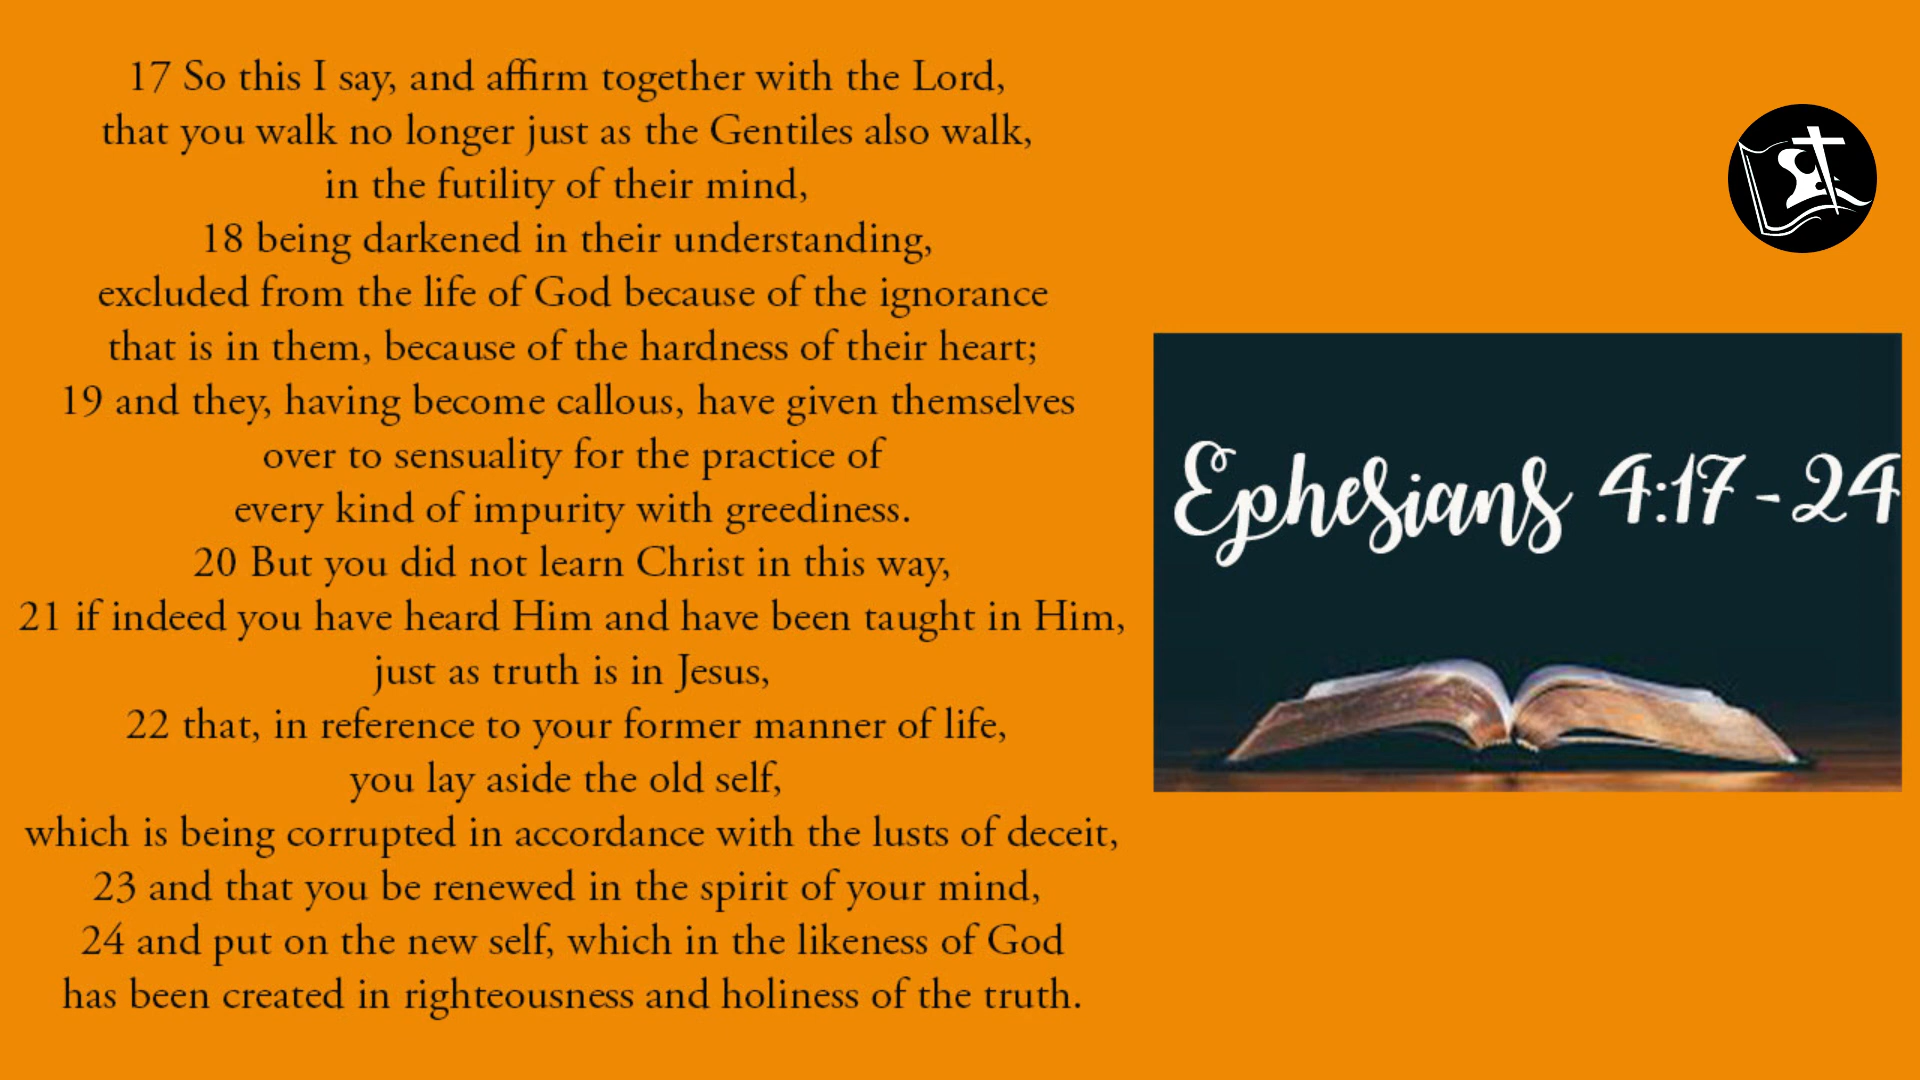 17 So this I say, and affirm together with the Lord,
that you walk no longer just as the Gentiles also walk,
in the futility of their mind,
18 being darkened in their understanding,
excluded from the life of God because of the ignorance
that is in them, because of the hardness of their heart;
19 and they, having become callous, have given themselves
over to sensuality for the practice of
every kind of impurity with greediness.
20 But you did not learn Christ in this way,
21 if indeed you have heard Him and have been taught in Him,
just as truth is in Jesus,
22 that, in reference to your former manner of life,
you lay aside the old self,
which is being corrupted in accordance with the lusts of deceit,
23 and that you be renewed in the spirit of your mind,
24 and put on the new self, which in the likeness of God
has been created in righteousness and holiness of the truth.
Ephesians 4:17-24